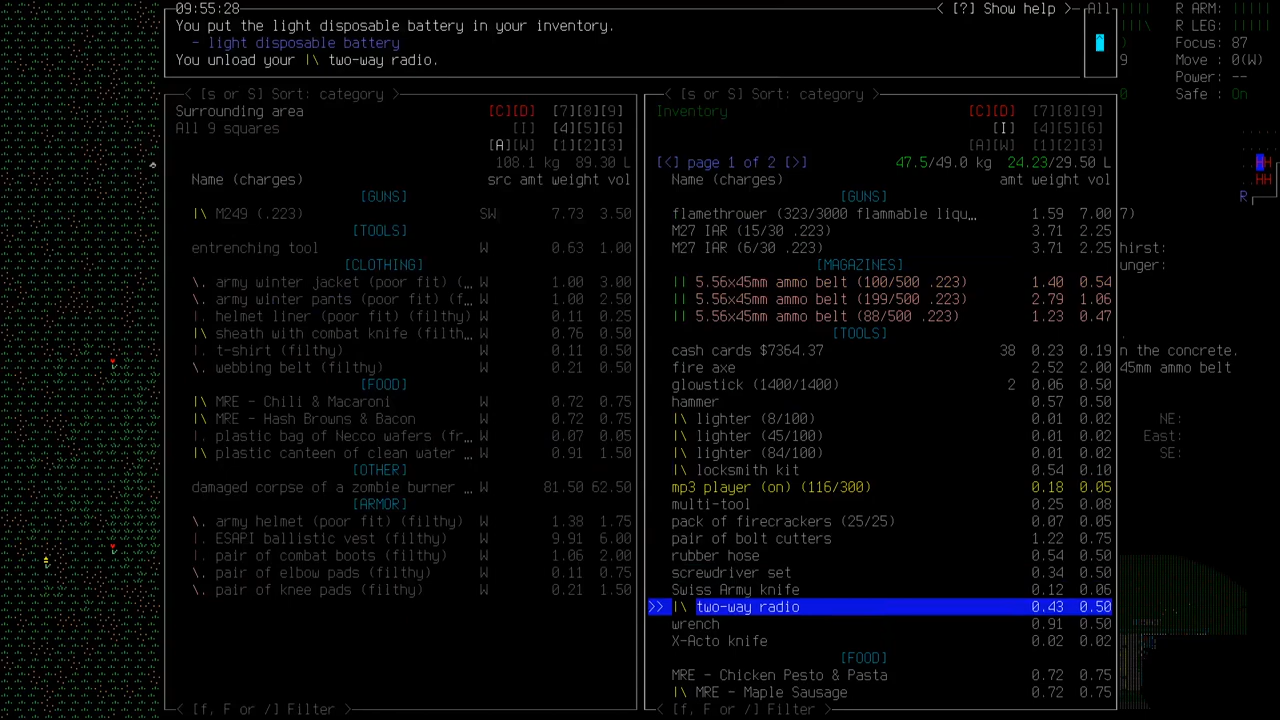 09:55:28 < [?] Show help > All
You put the light disposable battery in your inventory.
- light disposable battery
You unload your |\ two-way radio.
^
R ARM:
R LEG:
Focus: 87
9 Move : 0(W)
Power: --
0 Safe : On
< [s or S] Sort: category >
Surrounding area [C][D] [7][8][9]
All 9 squares [I] [4][5][6]
[A][W] [1][2][3]
108.1 kg 89.30 L
Name (charges) src amt weight vol
[GUNS]
|\ M249 (.223) SW 7.73 3.50
[TOOLS]
entrenching tool W 0.63 1.00
[CLOTHING]
\. army winter jacket (poor fit) (… W 1.00 3.00
\. army winter pants (poor fit) (f… W 1.00 2.50
|. helmet liner (poor fit) (filthy) W 0.11 0.25
|\ sheath with combat knife (filth… W 0.76 0.50
|. t-shirt (filthy) W 0.11 0.50
\. webbing belt (filthy) W 0.21 0.50
[FOOD]
|\ MRE - Chili & Macaroni W 0.72 0.75
|\ MRE - Hash Browns & Bacon W 0.72 0.75
|. plastic bag of Necco wafers (fr… W 0.07 0.05
|\ plastic canteen of clean water … W 0.91 1.50
[OTHER]
damaged corpse of a zombie burner … W 81.50 62.50
[ARMOR]
\. army helmet (poor fit) (filthy) W 1.38 1.75
|. ESAPI ballistic vest (filthy) W 9.91 6.00
|. pair of combat boots (filthy) W 1.06 2.00
\. pair of elbow pads (filthy) W 0.11 0.75
\. pair of knee pads (filthy) W 0.21 1.50
< [f, F or /] Filter >
< [s or S] Sort: category >
Inventory [C][D] [7][8][9]
[I] [4][5][6]
[A][W] [1][2][3]
[<] page 1 of 2 [>] 47.5/49.0 kg 24.23/29.50 L
Name (charges) amt weight vol
[GUNS]
flamethrower (323/3000 flammable liqu… 1.59 7.00
M27 IAR (15/30 .223) 3.71 2.25
M27 IAR (6/30 .223) 3.71 2.25
[MAGAZINES]
|| 5.56x45mm ammo belt (100/500 .223) 1.40 0.54
|| 5.56x45mm ammo belt (199/500 .223) 2.79 1.06
|| 5.56x45mm ammo belt (88/500 .223) 1.23 0.47
[TOOLS]
cash cards $7364.37 38 0.23 0.19
fire axe 2.52 2.00
glowstick (1400/1400) 2 0.06 0.50
hammer 0.57 0.50
|\ lighter (8/100) 0.01 0.02
|\ lighter (45/100) 0.01 0.02
|\ lighter (84/100) 0.01 0.02
|\ locksmith kit 0.54 0.10
mp3 player (on) (116/300) 0.18 0.05
multi-tool 0.25 0.08
pack of firecrackers (25/25) 0.07 0.05
pair of bolt cutters 1.22 0.75
rubber hose 0.54 0.50
screwdriver set 0.34 0.50
Swiss Army knife 0.12 0.06
>> |\ two-way radio 0.43 0.50
wrench 0.91 0.50
X-Acto knife 0.02 0.02
[FOOD]
MRE - Chicken Pesto & Pasta 0.72 0.75
|\ MRE - Maple Sausage 0.72 0.75
< [f, F or /] Filter >
HH
HH
R
7)
hirst:
unger:
n the concrete.
45mm ammo belt
NE:
East:
SE: